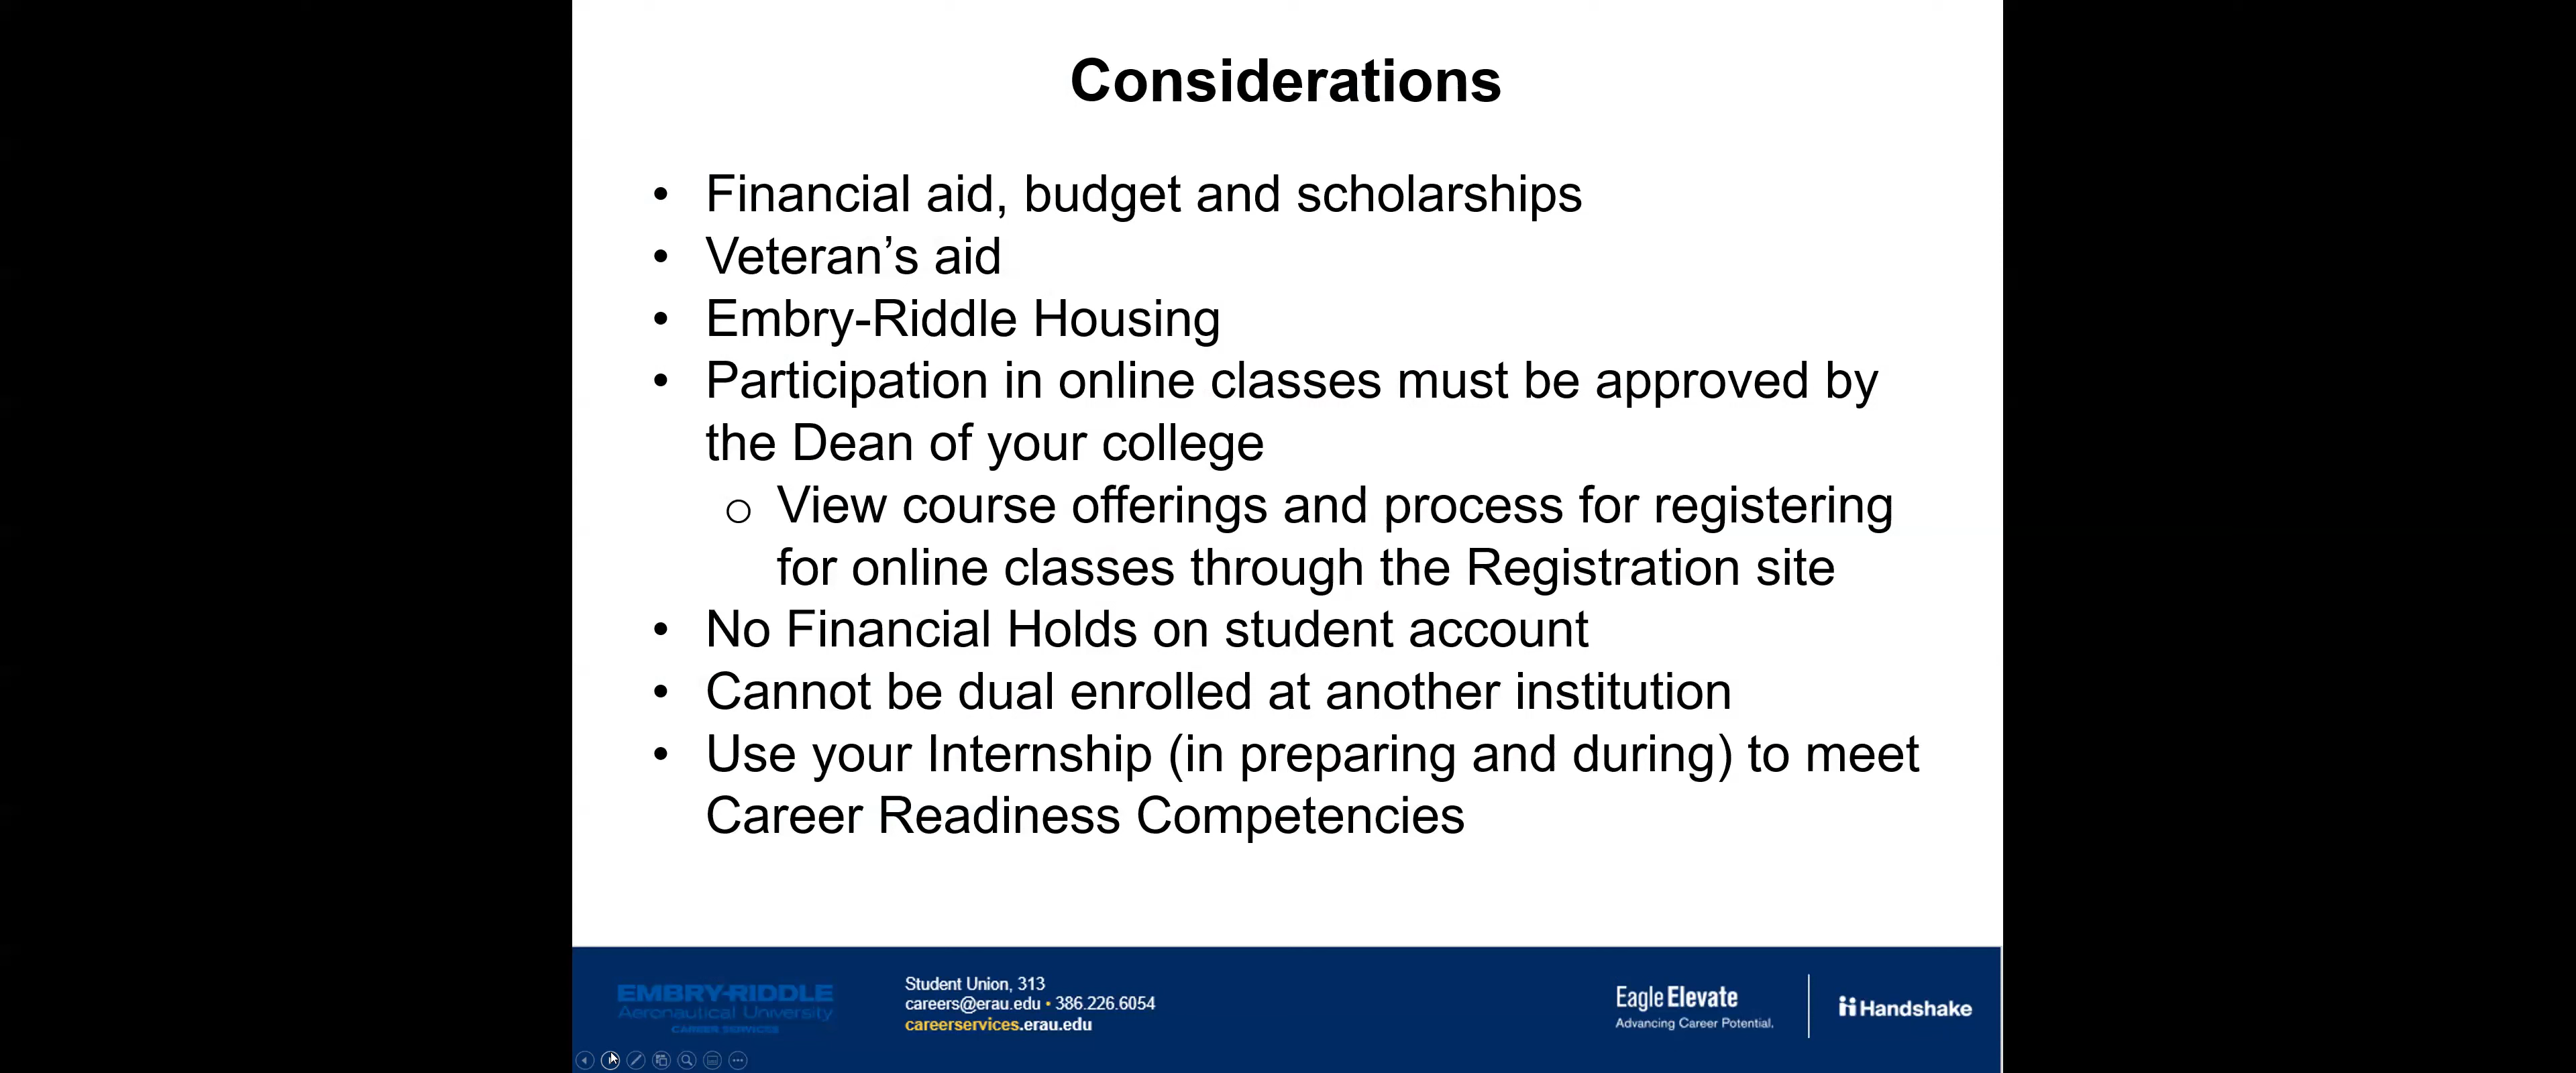 Considerations
• Financial aid, budget and scholarships
• Veteran’s aid
• Embry-Riddle Housing
• Participation in online classes must be approved by
the Dean of your college
o View course offerings and process for registering
for online classes through the Registration site
• No Financial Holds on student account
• Cannot be dual enrolled at another institution
• Use your Internship (in preparing and during) to meet
Career Readiness Competencies
EMBRY-RIDDLE
Aeronautical University
CAREER SERVICES
Student Union, 313
careers@erau.edu • 386.226.6054
careerservices.erau.edu
Eagle Elevate
Advancing Career Potential.
Handshake